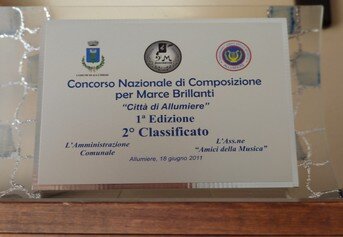 Concorso Nazionale di Composizione
per Marce Brillanti
"Città di Allumiere"
1ª Edizione
2° Classificato
L'Amministrazione
Comunale
L'Ass.ne
"Amici della Musica"
Allumiere, 18 giugno 2011